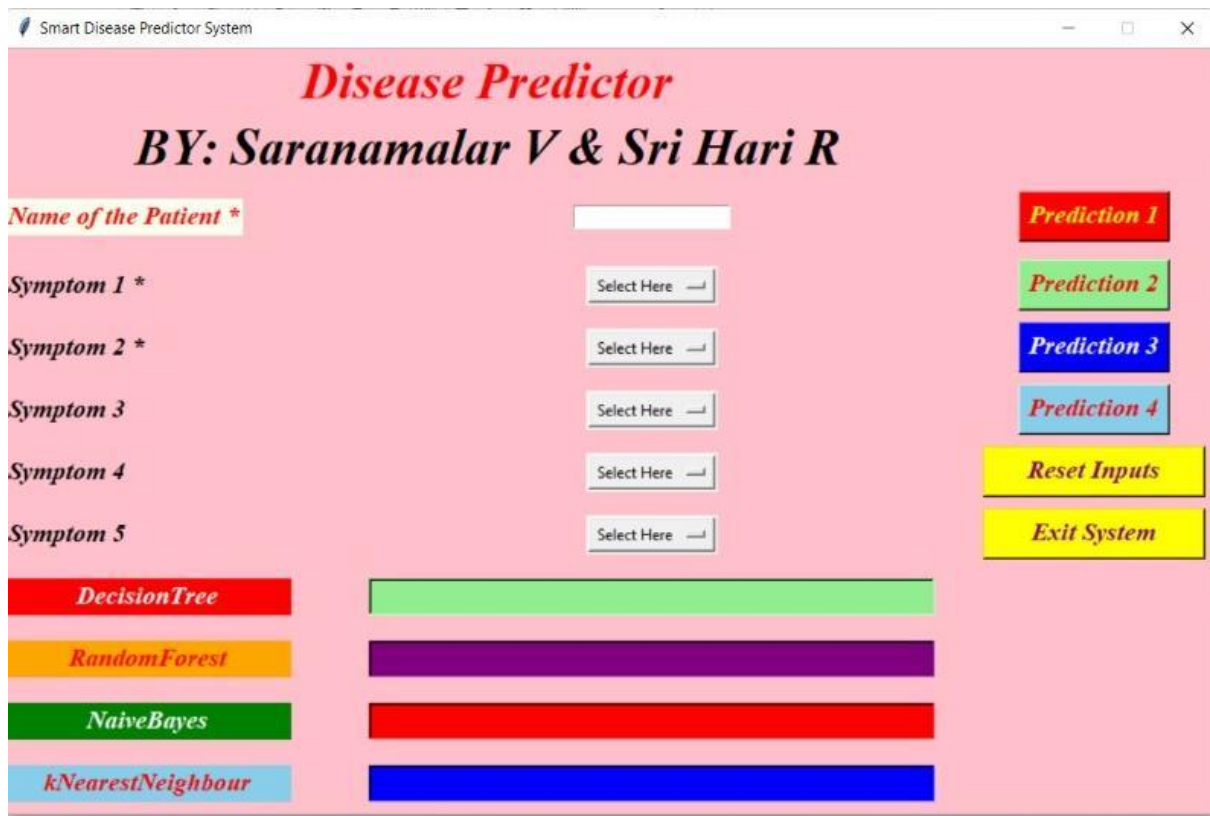 Smart Disease Predictor System
Disease Predictor
BY: Saranamalar V & Sri Hari R
Name of the Patient *
Prediction 1
Symptom 1 *
Select Here
Prediction 2
Symptom 2 *
Select Here
Prediction 3
Symptom 3
Select Here
Prediction 4
Symptom 4
Select Here
Reset Inputs
Symptom 5
Select Here
Exit System
DecisionTree
RandomForest
NaiveBayes
kNearestNeighbour